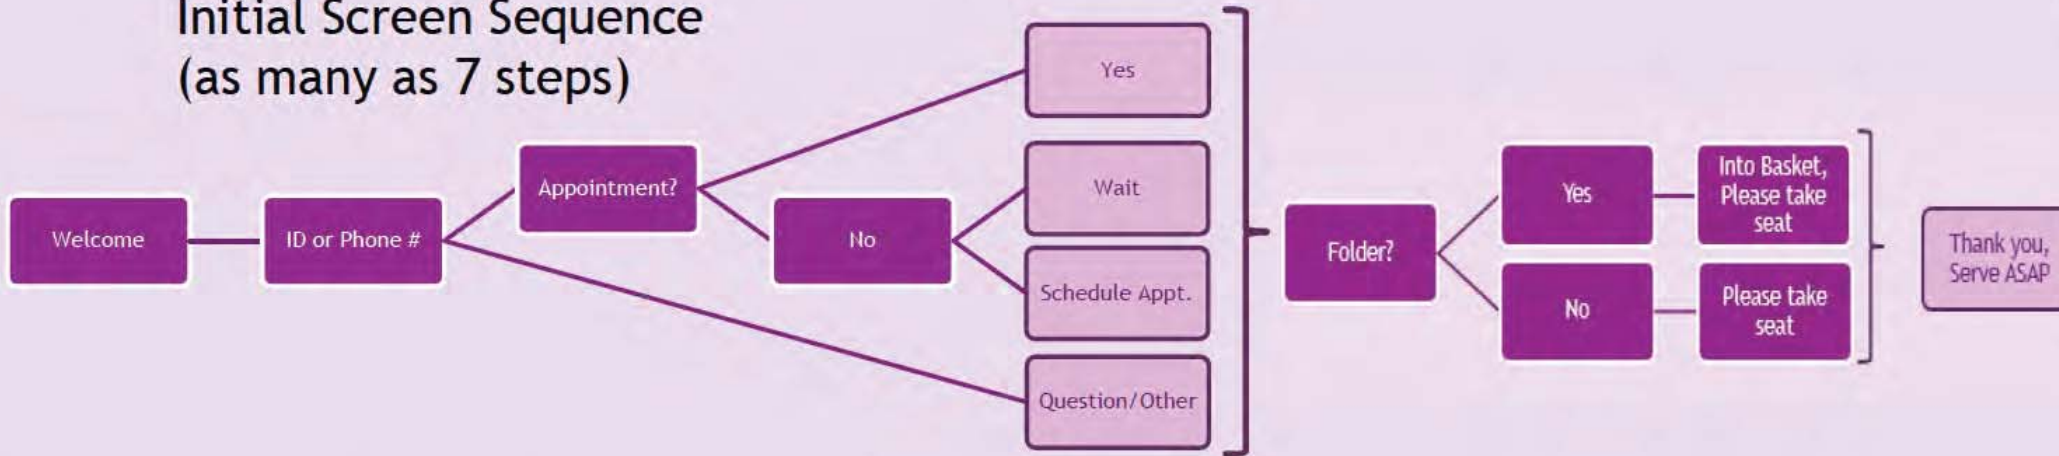 Initial Screen Sequence
(as many as 7 steps)
Welcome
ID or Phone #
Appointment?
No
Yes
Wait
Schedule Appt.
Question/Other
Folder?
Yes
Into Basket,
Please take
seat
No
Please take
seat
Thank you,
Serve ASAP